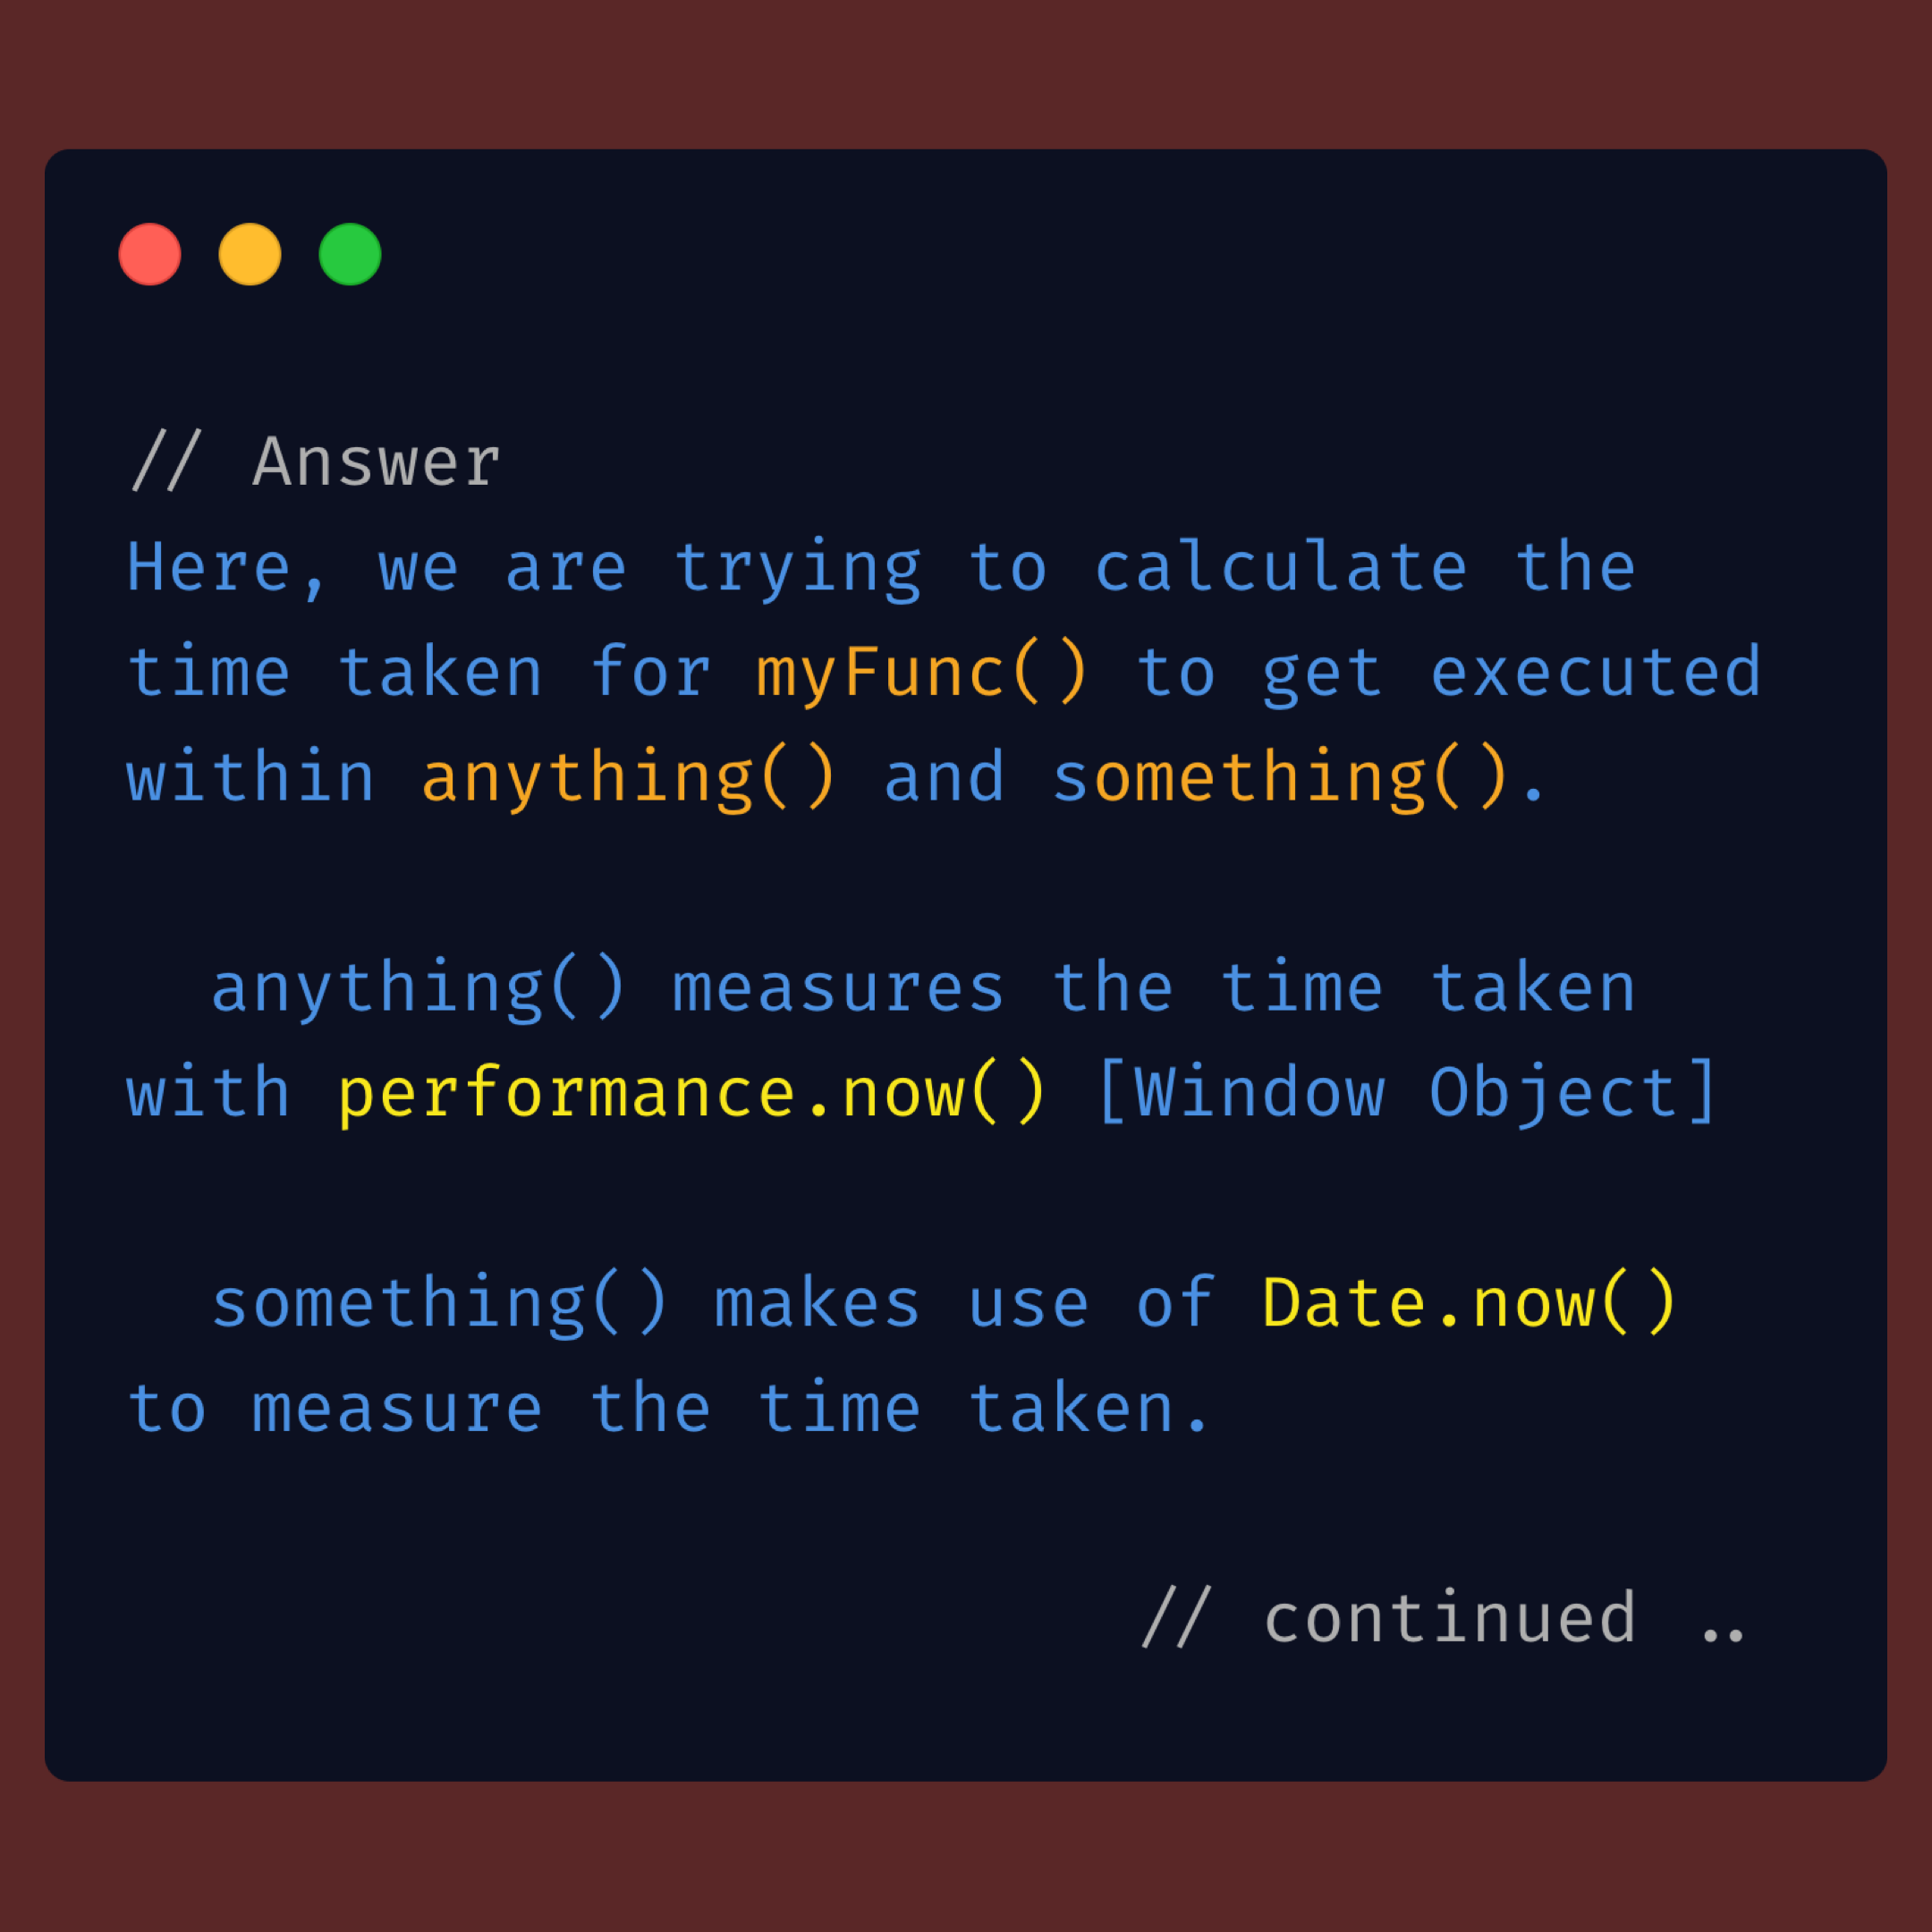 // Answer
Here, we are trying to calculate the
time taken for myFunc() to get executed
within anything() and something().
anything() measures the time taken
with performance.now() [Window Object]
something() makes use of Date.now()
to measure the time taken.
// continued ..